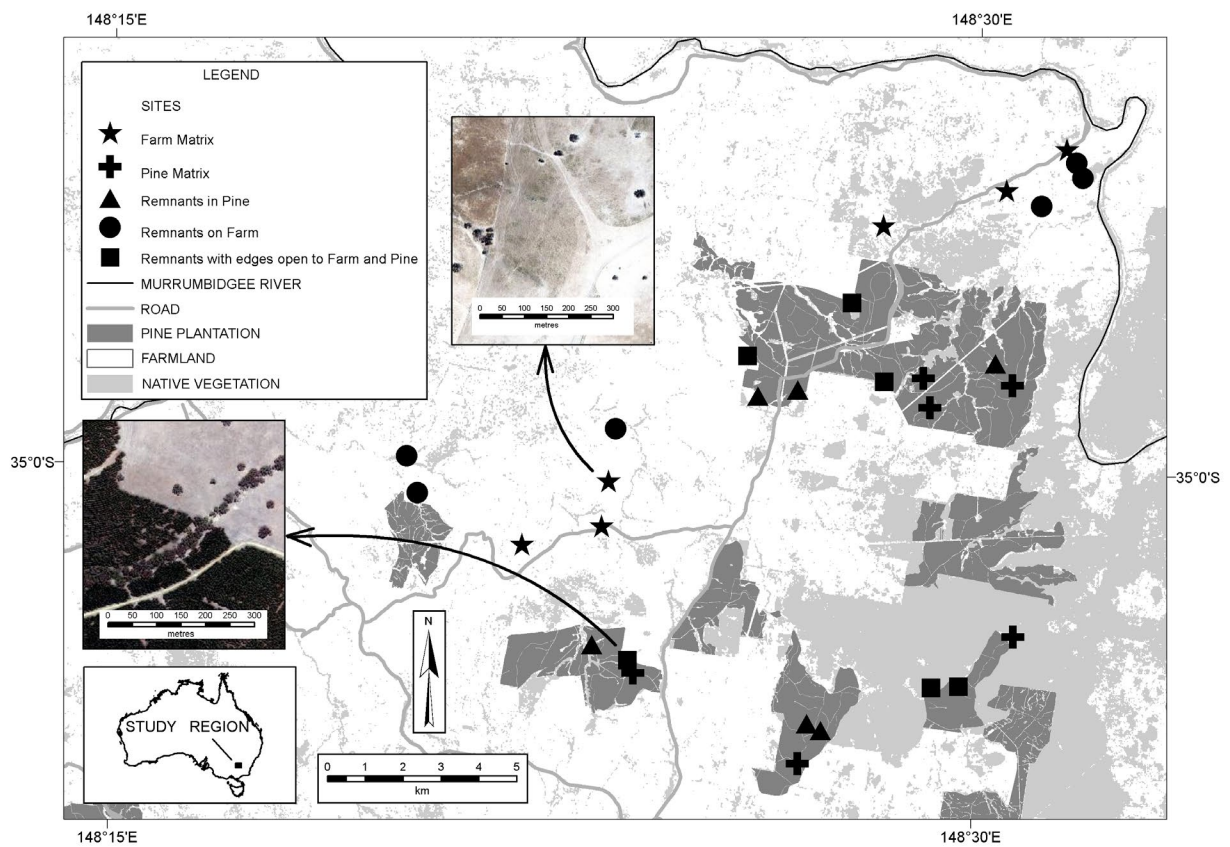 148°15'E 148°30'E
LEGEND
SITES
Farm Matrix
Pine Matrix
Remnants in Pine
Remnants on Farm
Remnants with edges open to Farm and Pine
MURRUMBIDGEE RIVER
ROAD
PINE PLANTATION
FARMLAND
NATIVE VEGETATION
0 50 100 150 200 250 300
metres
35°0'S 35°0'S
0 50 100 150 200 250 300
metres
N
STUDY REGION
0 1 2 3 4 5
km
148°15'E 148°30'E